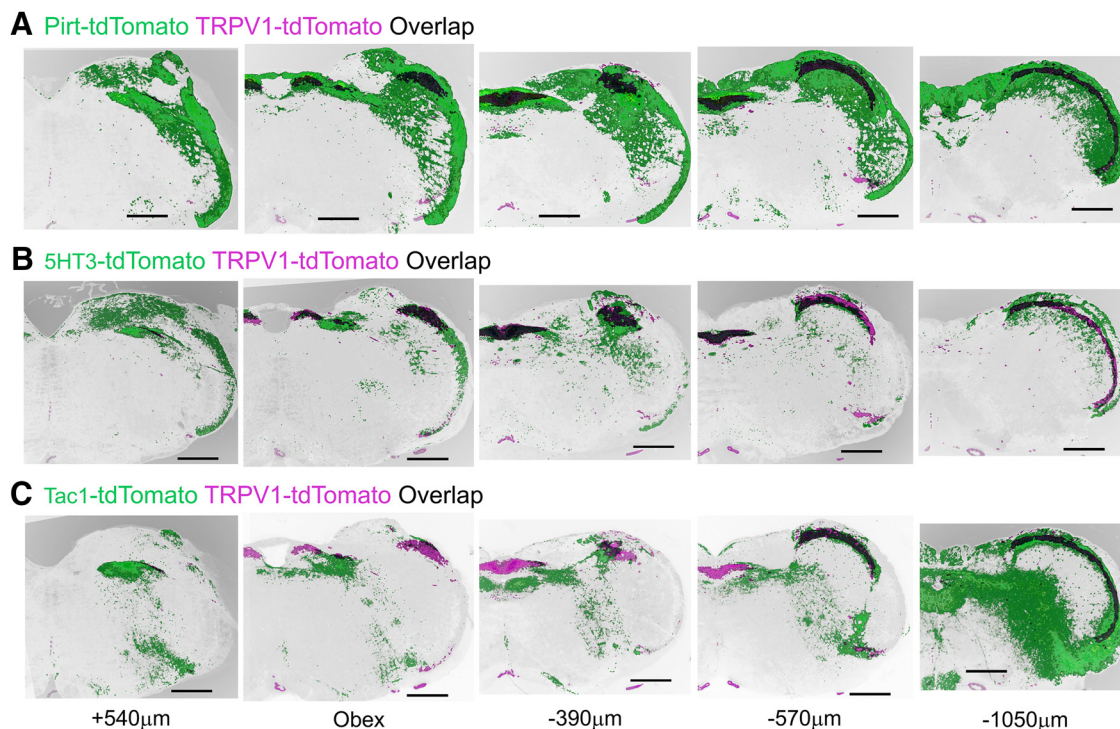 A Pirt-tdTomato TRPV1-tdTomato Overlap
B 5HT3-tdTomato TRPV1-tdTomato Overlap
C Tac1-tdTomato TRPV1-tdTomato Overlap
+540µm Obex -390µm -570µm -1050µm